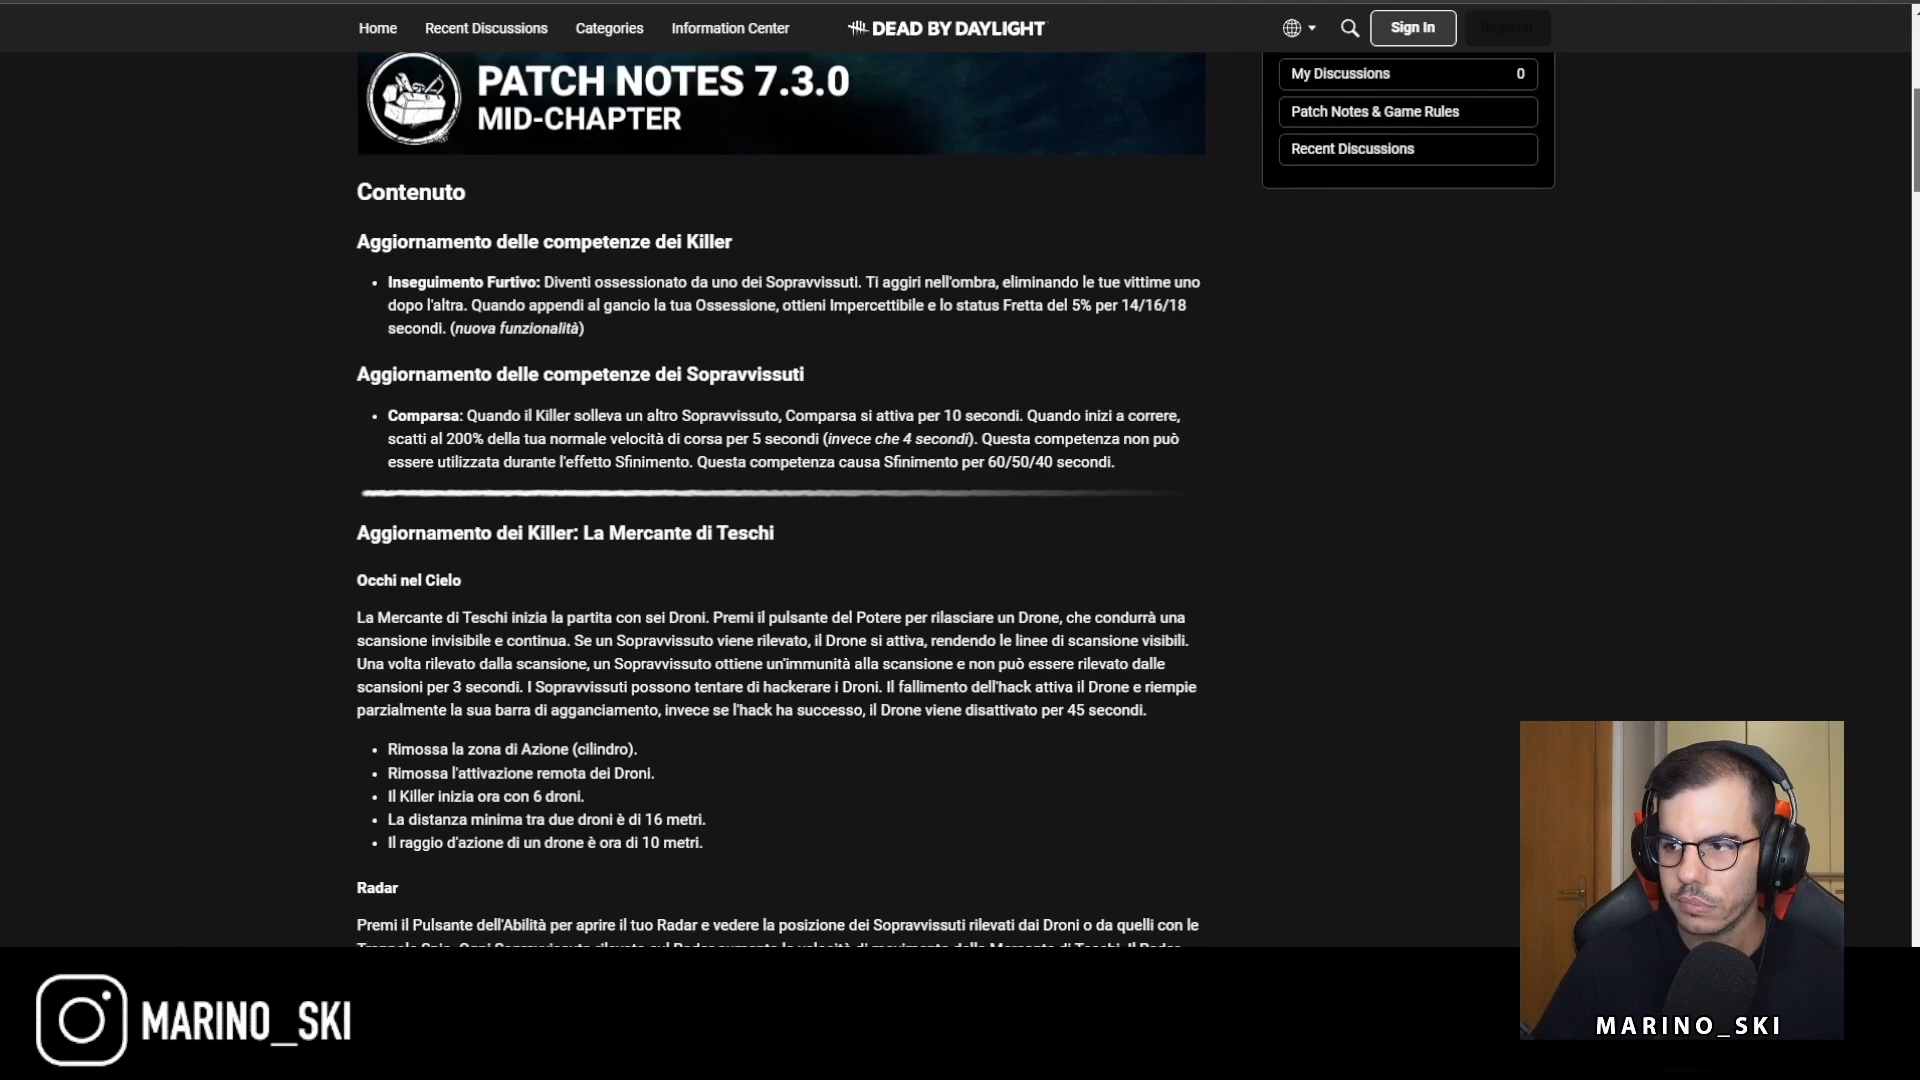 Home Recent Discussions Categories Information Center DEAD BY DAYLIGHT Sign In Register
PATCH NOTES 7.3.0
MID-CHAPTER
My Discussions 0
Patch Notes & Game Rules
Recent Discussions
Contenuto
Aggiornamento delle competenze dei Killer
• Inseguimento Furtivo: Diventi ossessionato da uno dei Sopravvissuti. Ti aggiri nell'ombra, eliminando le tue vittime uno
dopo l'altra. Quando appendi al gancio la tua Ossessione, ottieni Impercettibile e lo status Fretta del 5% per 14/16/18
secondi. (nuova funzionalità)
Aggiornamento delle competenze dei Sopravvissuti
• Comparsa: Quando il Killer solleva un altro Sopravvissuto, Comparsa si attiva per 10 secondi. Quando inizi a correre,
scatti al 200% della tua normale velocità di corsa per 5 secondi (invece che 4 secondi). Questa competenza non può
essere utilizzata durante l'effetto Sfinimento. Questa competenza causa Sfinimento per 60/50/40 secondi.
Aggiornamento dei Killer: La Mercante di Teschi
Occhi nel Cielo
La Mercante di Teschi inizia la partita con sei Droni. Premi il pulsante del Potere per rilasciare un Drone, che condurrà una
scansione invisibile e continua. Se un Sopravvissuto viene rilevato, il Drone si attiva, rendendo le linee di scansione visibili.
Una volta rilevato dalla scansione, un Sopravvissuto ottiene un'immunità alla scansione e non può essere rilevato dalle
scansioni per 3 secondi. I Sopravvissuti possono tentare di hackerare i Droni. Il fallimento dell'hack attiva il Drone e riempie
parzialmente la sua barra di agganciamento, invece se l'hack ha successo, il Drone viene disattivato per 45 secondi.
• Rimossa la zona di Azione (cilindro).
• Rimossa l'attivazione remota dei Droni.
• Il Killer inizia ora con 6 droni.
• La distanza minima tra due droni è di 16 metri.
• Il raggio d'azione di un drone è ora di 10 metri.
Radar
Premi il Pulsante dell'Abilità per aprire il tuo Radar e vedere la posizione dei Sopravvissuti rilevati dai Droni o da quelli con le
MARINO_SKI
MARINO_SKI